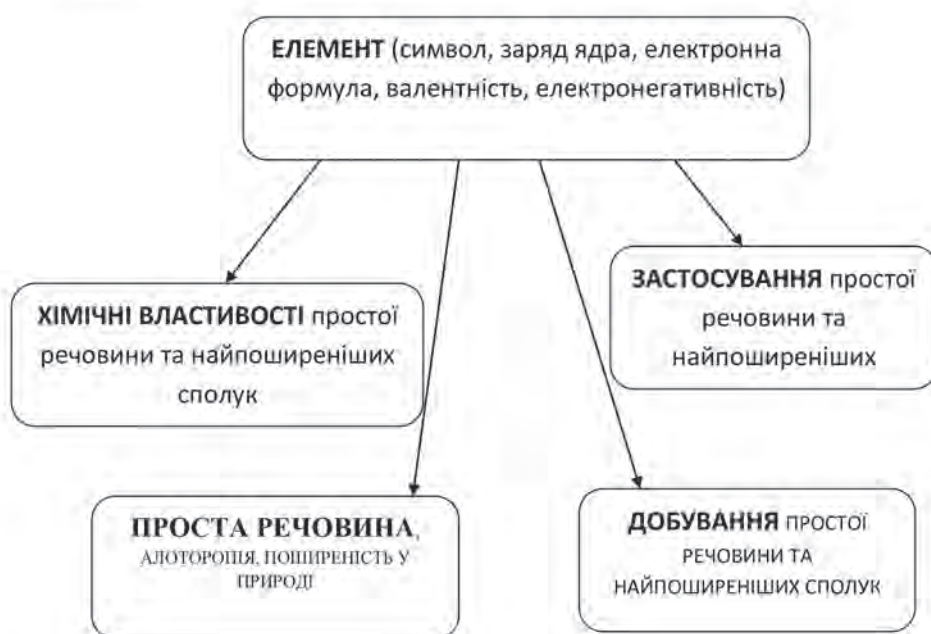 ЕЛЕМЕНТ (символ, заряд ядра, електронна
формула, валентність, електронегативність)
ХІМІЧНІ ВЛАСТИВОСТІ простої
речовини та найпоширеніших
сполук
ЗАСТОСУВАННЯ простої
речовини та
найпоширеніших
ПРОСТА РЕЧОВИНА,
АЛОТОРОПІЯ, ПОШИРЕНІСТЬ У
ПРИРОДІ
ДОБУВАННЯ ПРОСТОЇ
РЕЧОВИНИ ТА
НАЙПОШИРЕНІШИХ СПОЛУК